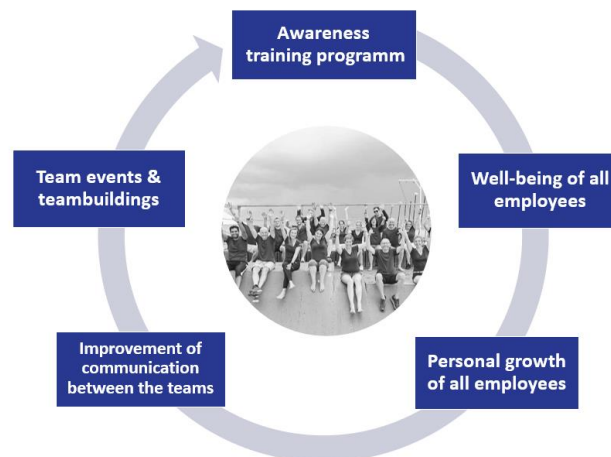 Awareness
training programm
Well-being of all
employees
Personal growth
of all employees
Improvement of
communication
between the teams
Team events &
teambuildings